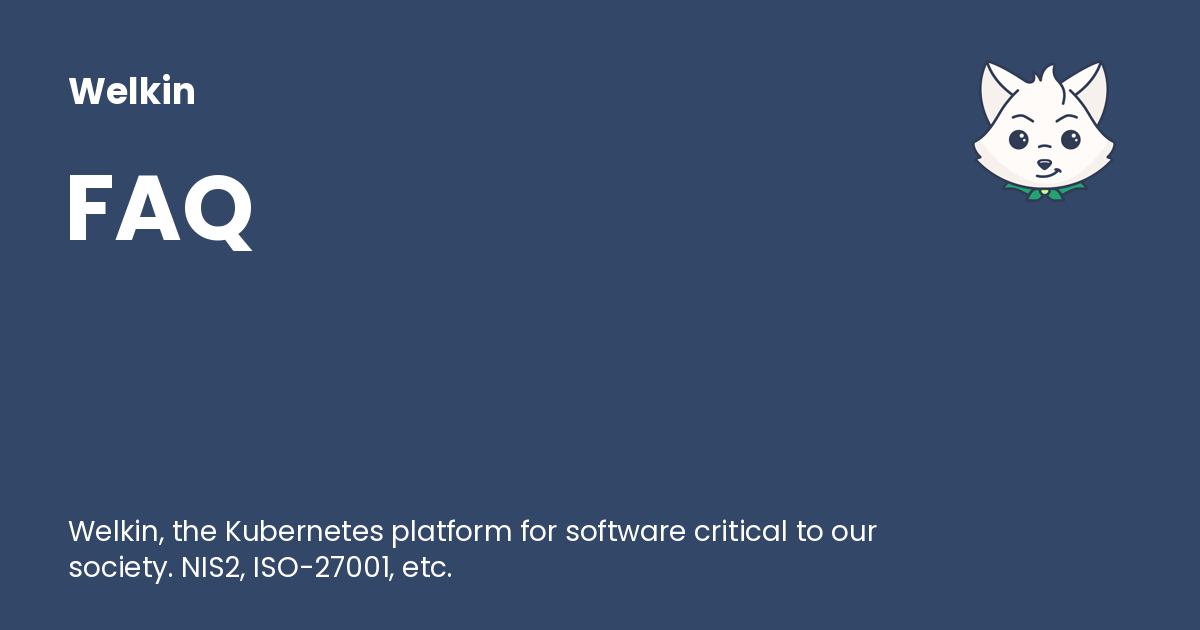 Welkin
FAQ
Welkin, the Kubernetes platform for software critical to our
society. NIS2, ISO-27001, etc.